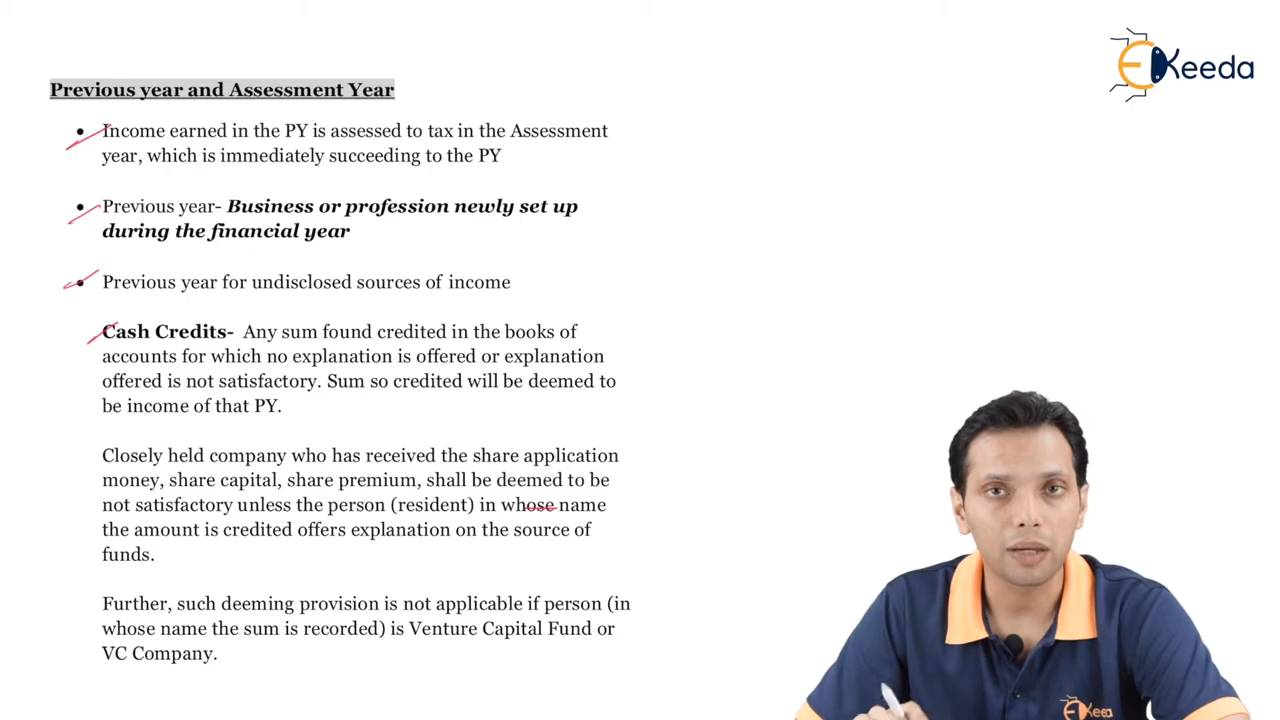 Keeda
Previous year and Assessment Year
• Income earned in the PY is assessed to tax in the Assessment
year, which is immediately succeeding to the PY
• Previous year- Business or profession newly set up
during the financial year
• Previous year for undisclosed sources of income
Cash Credits- Any sum found credited in the books of
accounts for which no explanation is offered or explanation
offered is not satisfactory. Sum so credited will be deemed to
be income of that PY.
Closely held company who has received the share application
money, share capital, share premium, shall be deemed to be
not satisfactory unless the person (resident) in whose name
the amount is credited offers explanation on the source of
funds.
Further, such deeming provision is not applicable if person (in
whose name the sum is recorded) is Venture Capital Fund or
VC Company.
Keeda